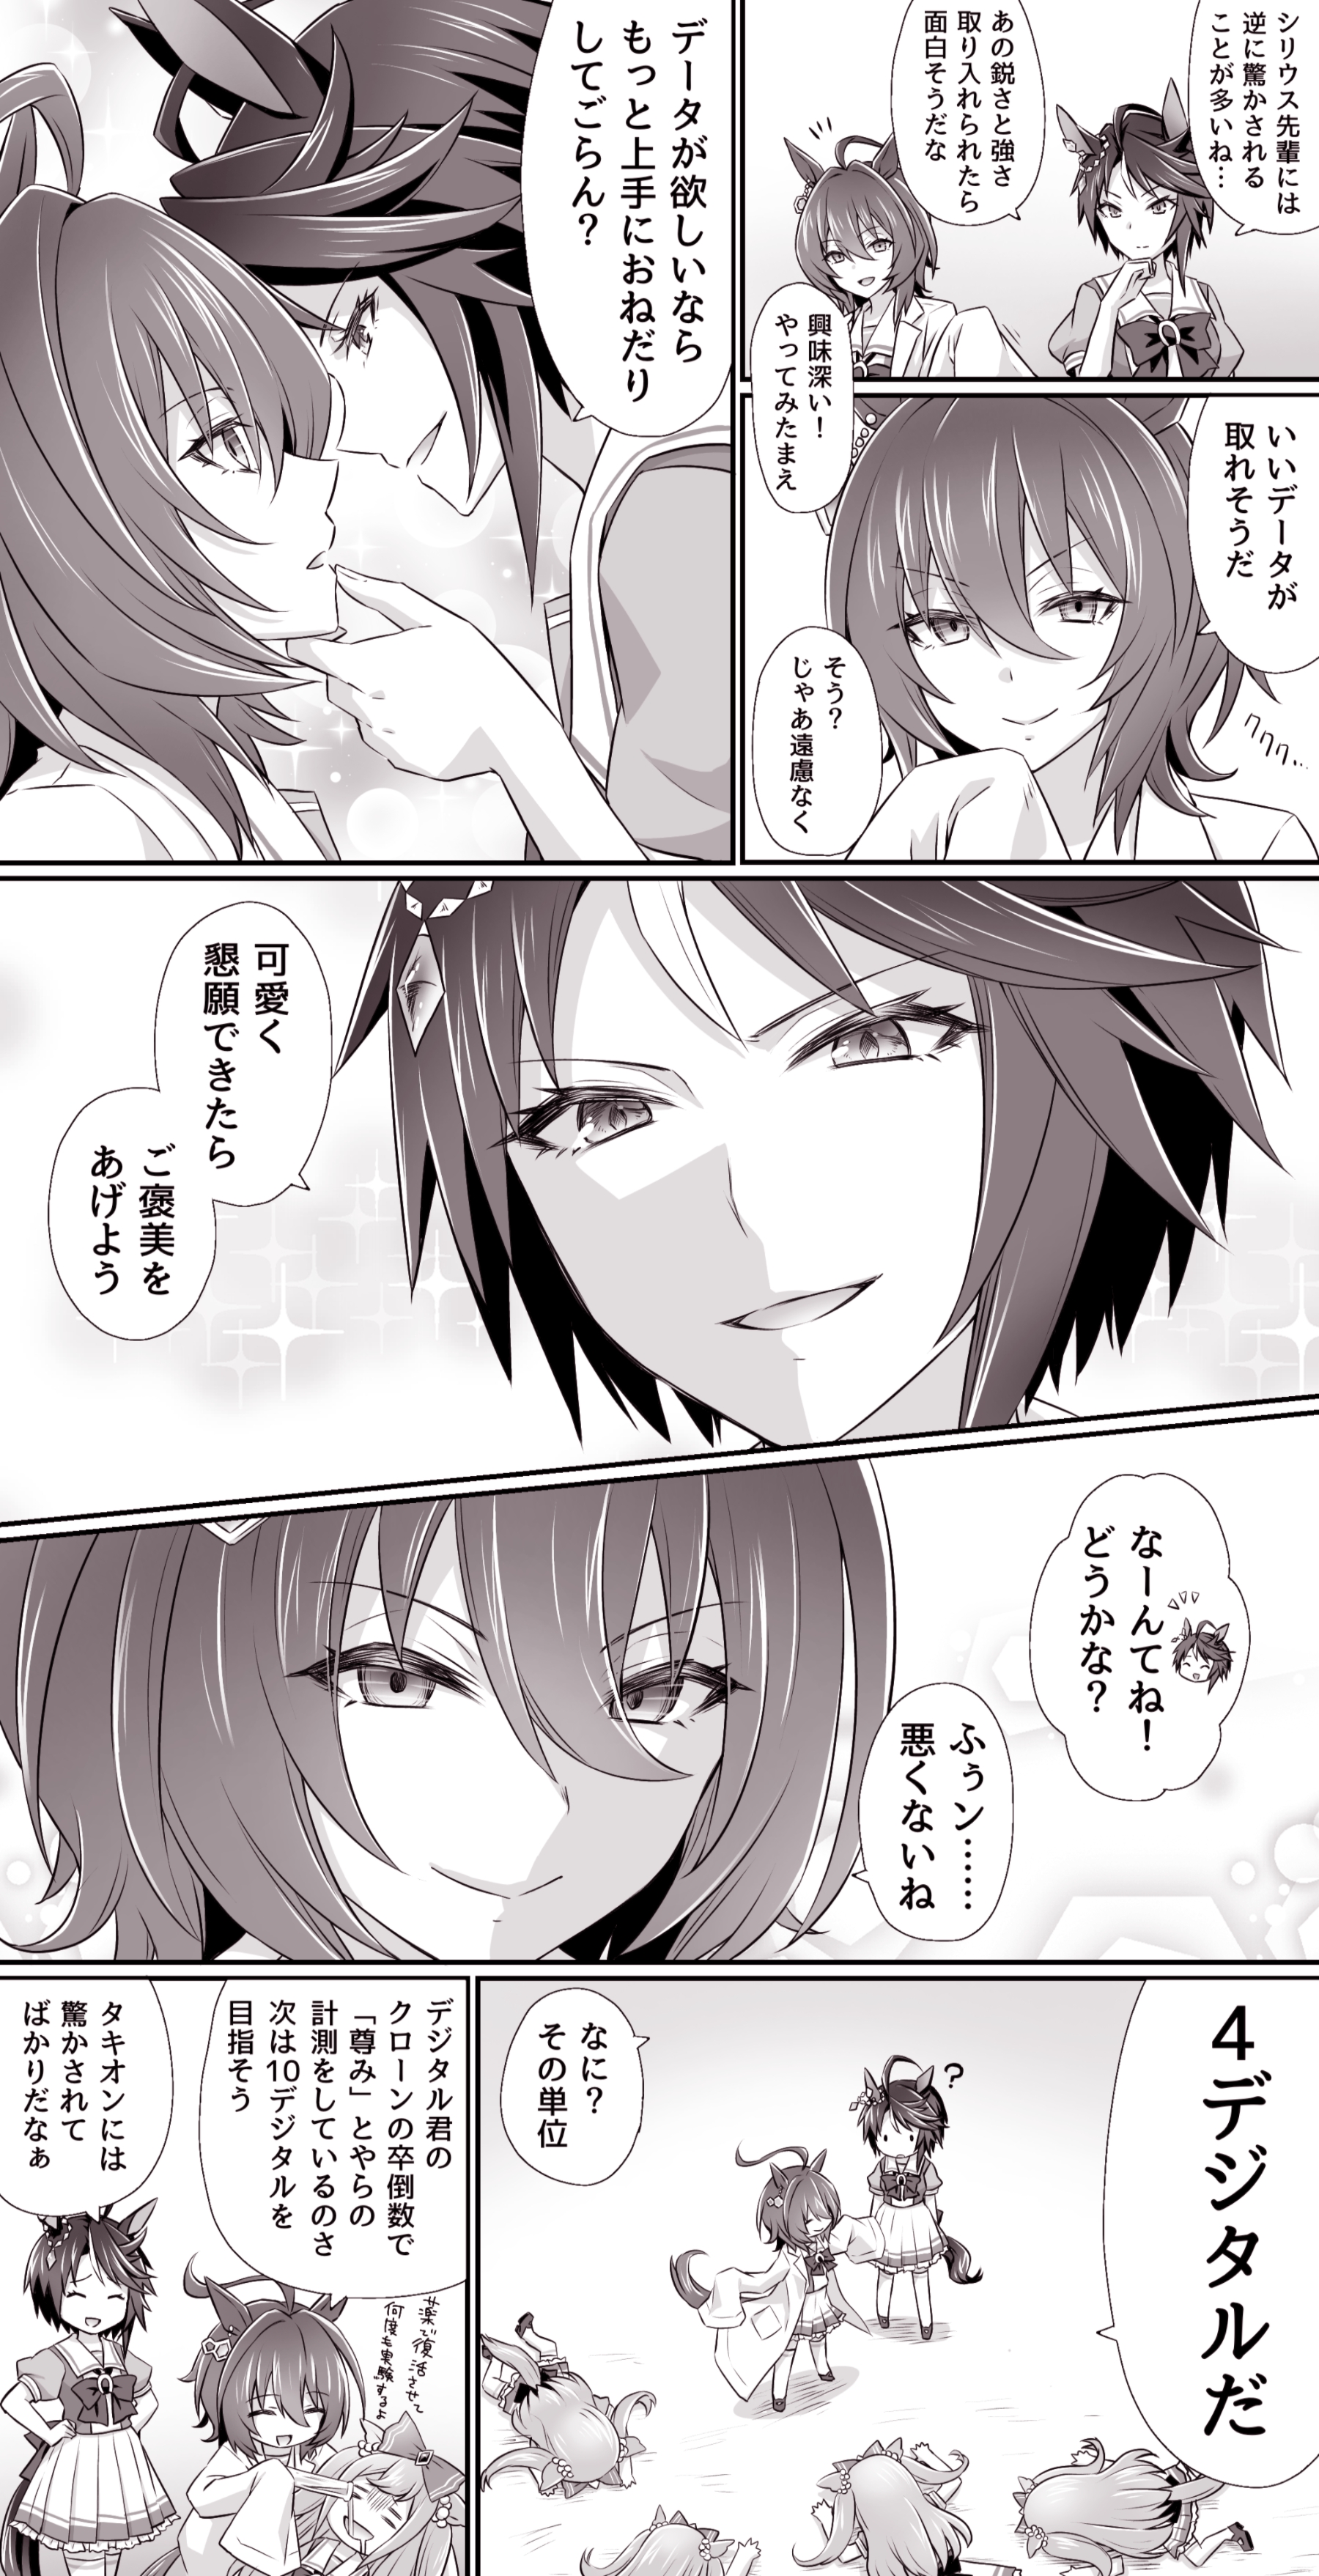 シリウス先輩には
逆に驚かされる
ことが多いね…
あの鋭さと強さ
取り入れられたら
面白そうだな
興味深い！
やってみたまえ
いいデータが
取れそうだ
ククク…
そう？
じゃあ遠慮なく
データが欲しいなら
もっと上手におねだり
してごらん？
可愛く
懇願できたら
ご褒美を
あげよう
なーんてね！
どうかな？
ふぅン……
悪くないね
4デジタルだ
?
なに？
その単位
デジタル君の
クローンの卒倒数で
「尊み」とやらの
計測をしているのさ
次は10デジタルを
目指そう
薬で復活させて
何度も実験するよ
タキオンには
驚かされて
ばかりだなぁ